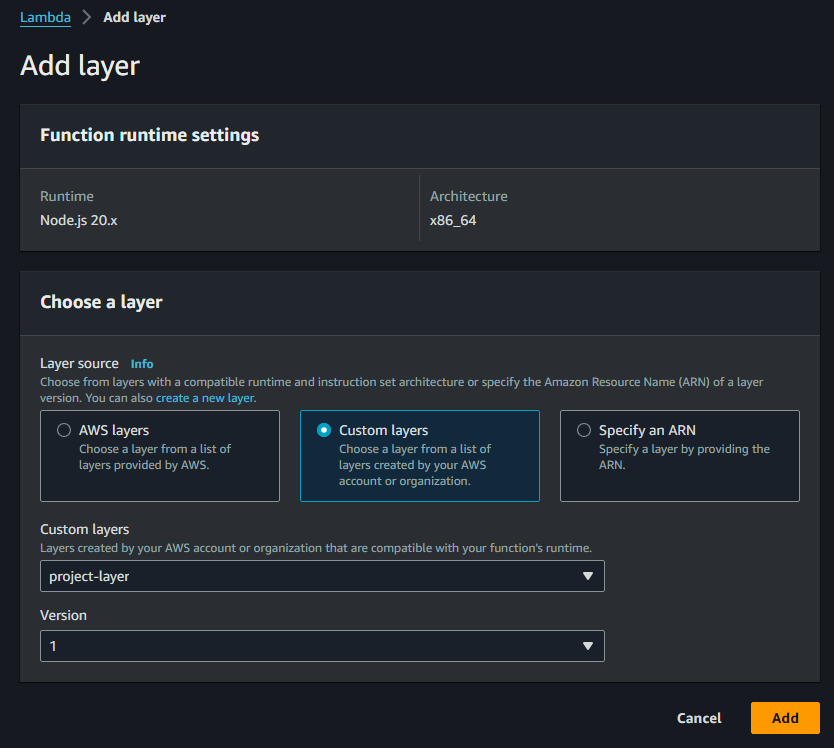 Lambda > Add layer
Add layer
Function runtime settings
Runtime
Node.js 20.x
Architecture
x86_64
Choose a layer
Layer source Info
Choose from layers with a compatible runtime and instruction set architecture or specify the Amazon Resource Name (ARN) of a layer
version. You can also create a new layer.
AWS layers
Choose a layer from a list of
layers provided by AWS.
Custom layers
Choose a layer from a list of
layers created by your AWS
account or organization.
Specify an ARN
Specify a layer by providing the
ARN.
Custom layers
Layers created by your AWS account or organization that are compatible with your function's runtime.
project-layer
Version
1
Cancel
Add